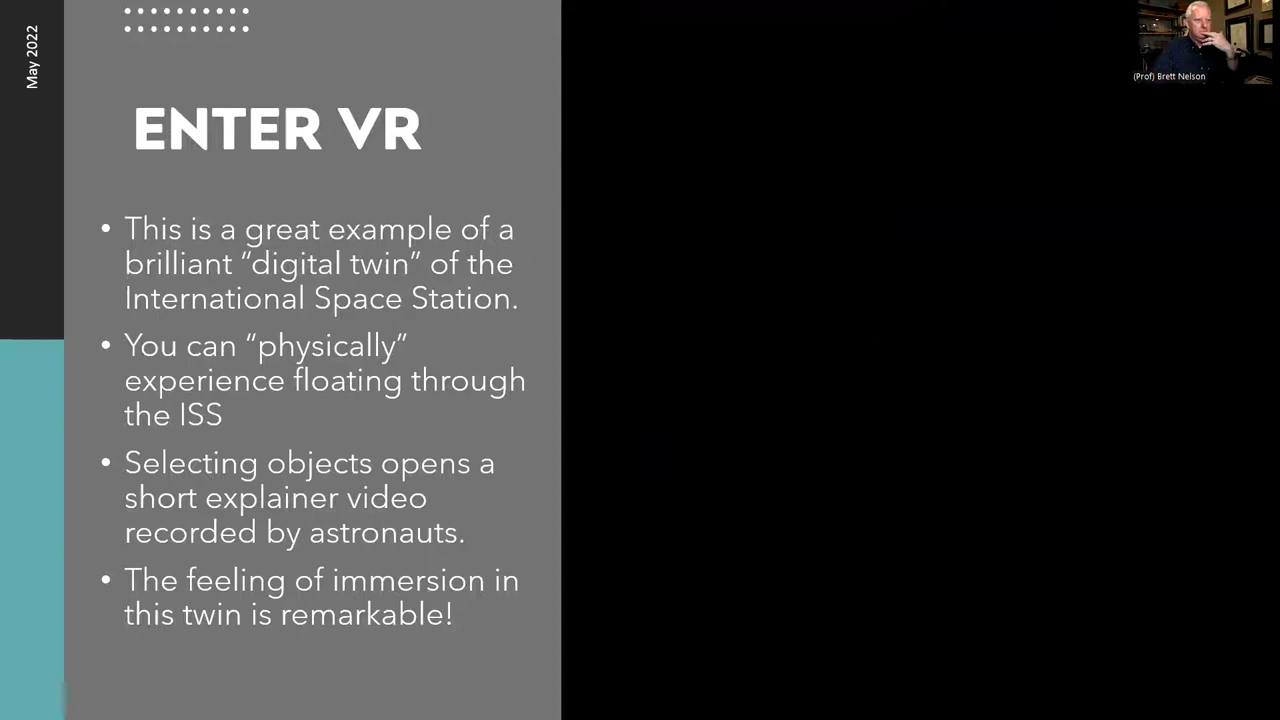 May 2022
ENTER VR
• This is a great example of a
brilliant “digital twin” of the
International Space Station.
• You can “physically”
experience floating through
the ISS
• Selecting objects opens a
short explainer video
recorded by astronauts.
• The feeling of immersion in
this twin is remarkable!
(Prof) Brett Nelson